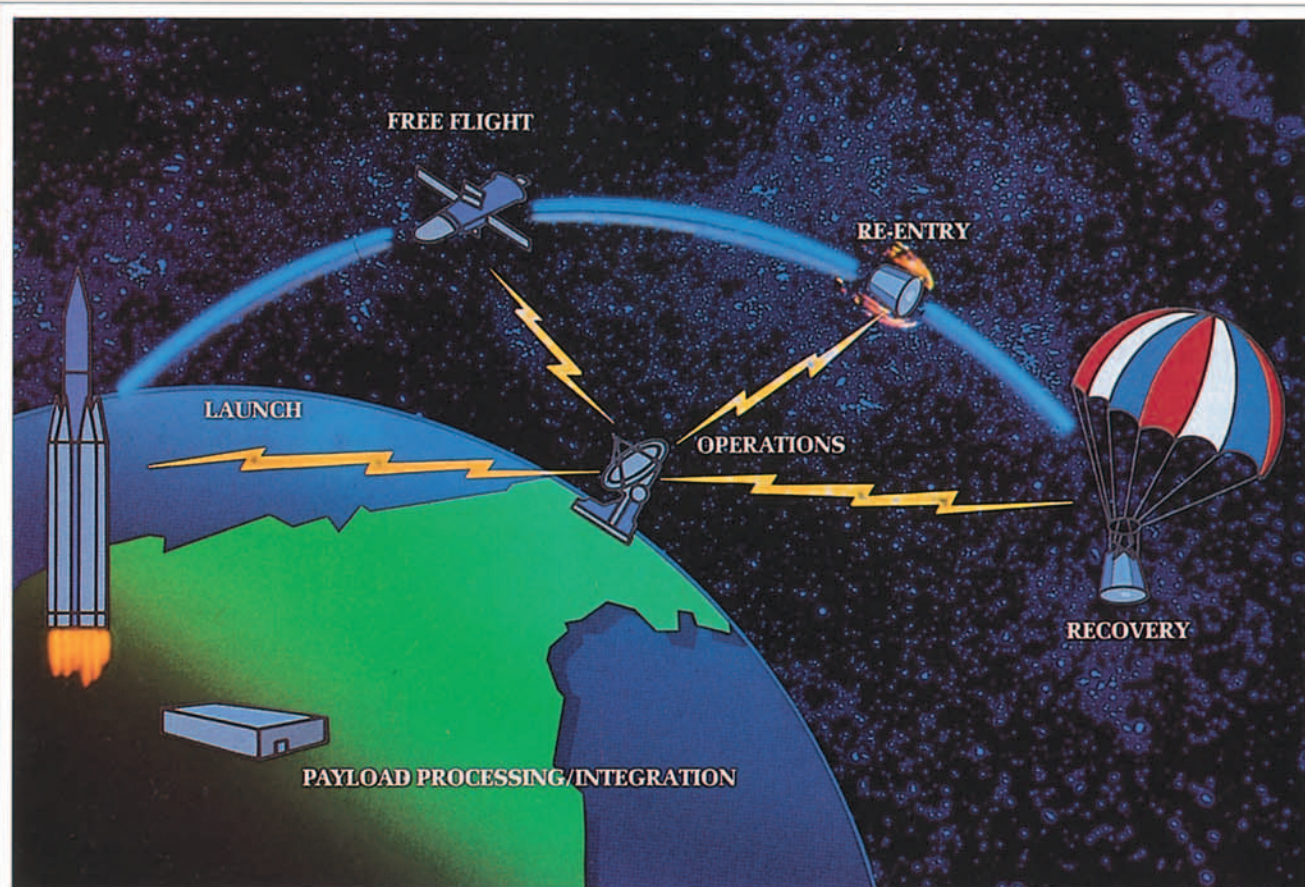 FREE FLIGHT
RE-ENTRY
LAUNCH
OPERATIONS
RECOVERY
PAYLOAD PROCESSING/INTEGRATION